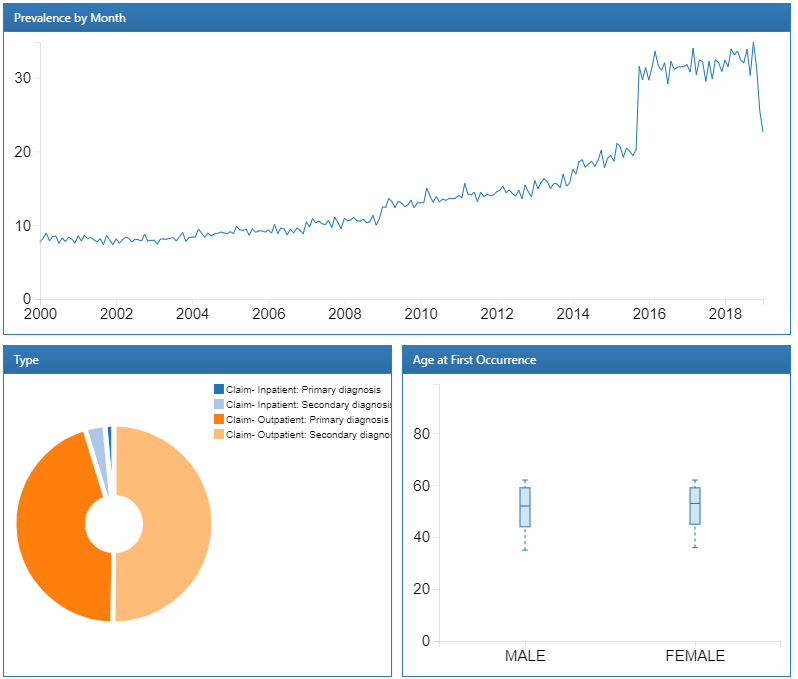 Prevalence by Month
30
20
10
0
2000 2002 2004 2006 2008 2010 2012 2014 2016 2018
Type
Claim- Inpatient: Primary diagnosis
Claim- Inpatient: Secondary diagnosis
Claim- Outpatient: Primary diagnosis
Claim- Outpatient: Secondary diagno
Age at First Occurrence
80
60
40
20
0
MALE FEMALE